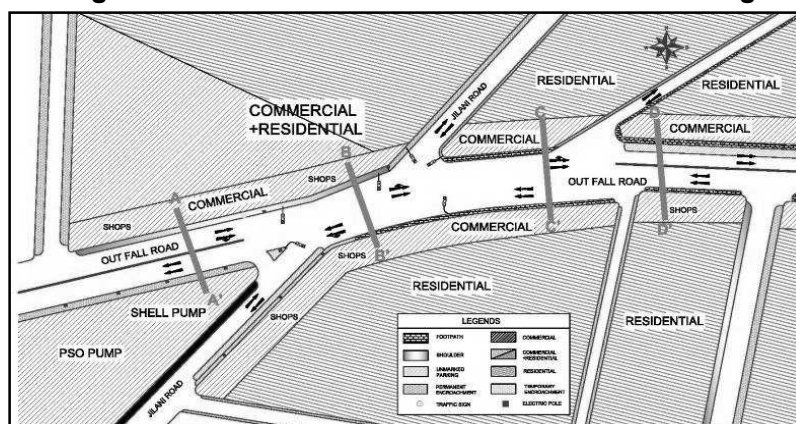 RESIDENTIAL
RESIDENTIAL
COMMERCIAL
+RESIDENTIAL
JILANI ROAD
C
D
COMMERCIAL
COMMERCIAL
B
SHOPS
A
COMMERCIAL
SHOPS
OUT FALL ROAD
OUT FALL ROAD
SHOPS
COMMERCIAL
C'
D'
B'
SHOPS
A'
RESIDENTIAL
SHELL PUMP
SHOPS
RESIDENTIAL
PSO PUMP
JILANI ROAD
LEGENDS
FOOTPATH
COMMERCIAL
SHOULDER
COMMERCIAL
+RESIDENTIAL
UNMARKED
PARKING
RESIDENTIAL
PERMANENT
ENCROACHMENT
TEMPORARY
ENCROACHMENT
TRAFFIC SIGN
ELECTRIC POLE